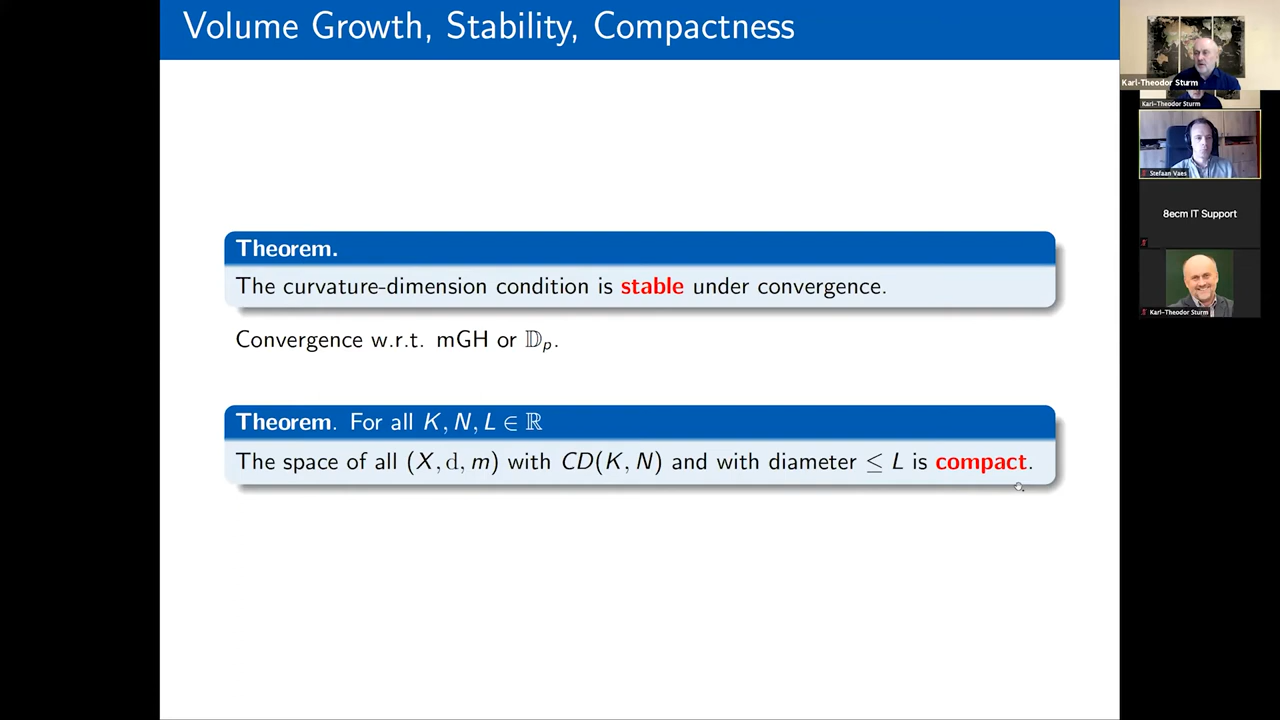 Volume Growth, Stability, Compactness
Theorem.
The curvature-dimension condition is stable under convergence.
Convergence w.r.t. mGH or 𝔻ₚ.
Theorem. For all K, N, L ∈ ℝ
The space of all (X, d, m) with CD(K, N) and with diameter ≤ L is compact.
Karl-Theodor Sturm
Karl-Theodor Sturm
Stefaan Vaes
8ecm IT Support
Karl-Theodor Sturm